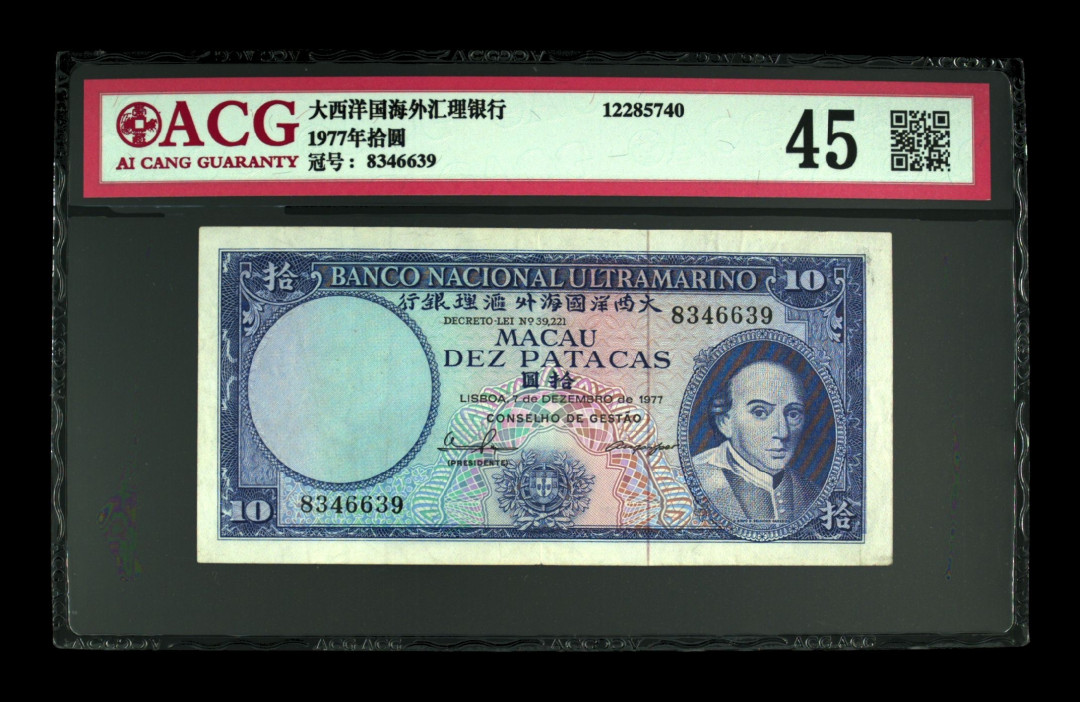 ACG
AI CANG GUARANTY
大西洋国海外汇理银行
1977年拾圆
冠号：8346639
12285740
45
拾
BANCO NACIONAL ULTRAMARINO
10
行銀理滙外海國洋西大
8346639
DECRETO-LEI Nº 39,221
MACAU
DEZ PATACAS
圓拾
LISBOA, 7 de DEZEMBRO de 1977
CONSELHO DE GESTÃO
(PRESIDENTE)
8346639
10
拾